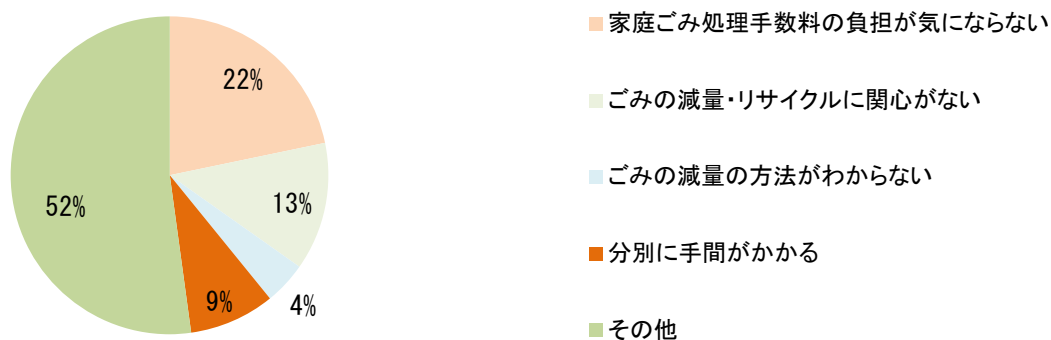 22%
13%
4%
9%
52%
家庭ごみ処理手数料の負担が気にならない
ごみの減量・リサイクルに関心がない
ごみの減量の方法がわからない
分別に手間がかかる
その他